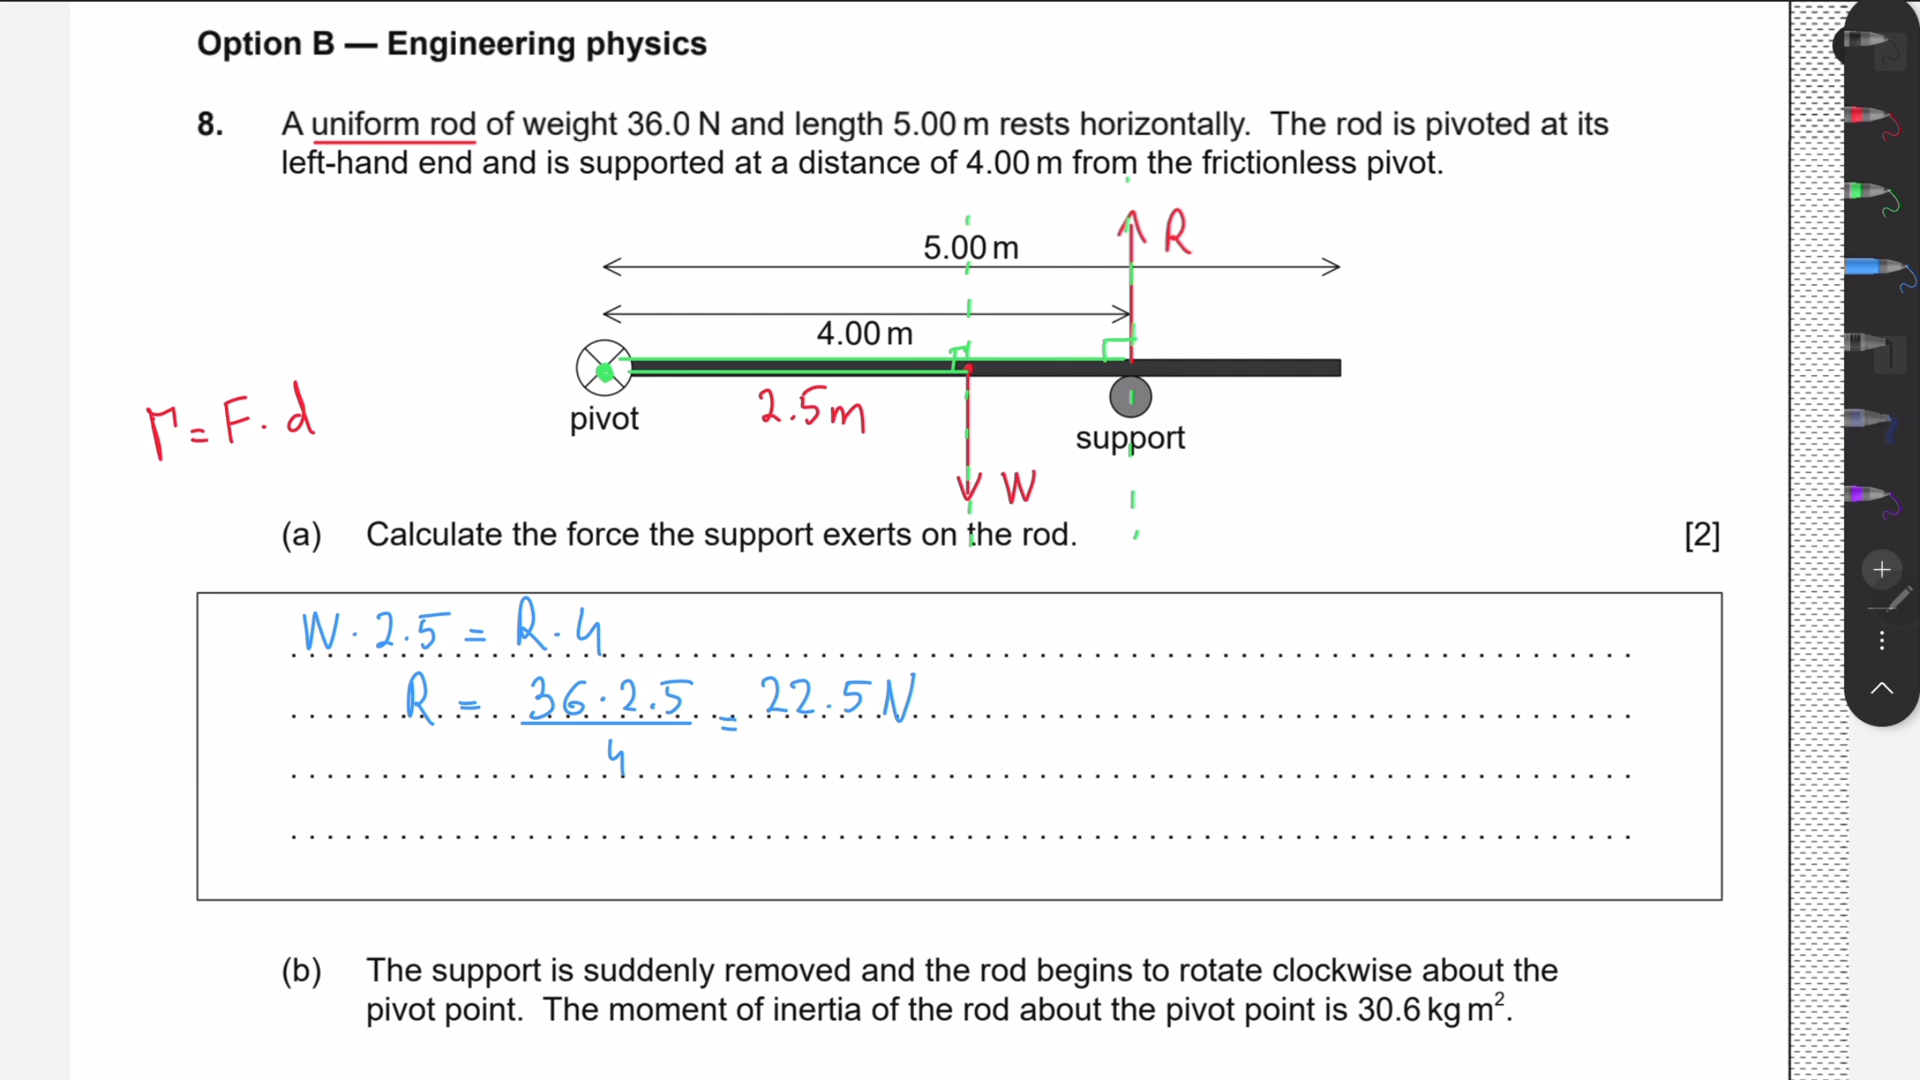 Option B — Engineering physics
8. A uniform rod of weight 36.0 N and length 5.00 m rests horizontally. The rod is pivoted at its
left-hand end and is supported at a distance of 4.00 m from the frictionless pivot.
R
5.00 m
4.00 m
Γ = F. d
pivot
2.5m
support
W
(a) Calculate the force the support exerts on the rod. [2]
W . 2.5 = R . 4
R = 36 . 2.5 / 4 = 22.5 N
(b) The support is suddenly removed and the rod begins to rotate clockwise about the
pivot point. The moment of inertia of the rod about the pivot point is 30.6 kg m².